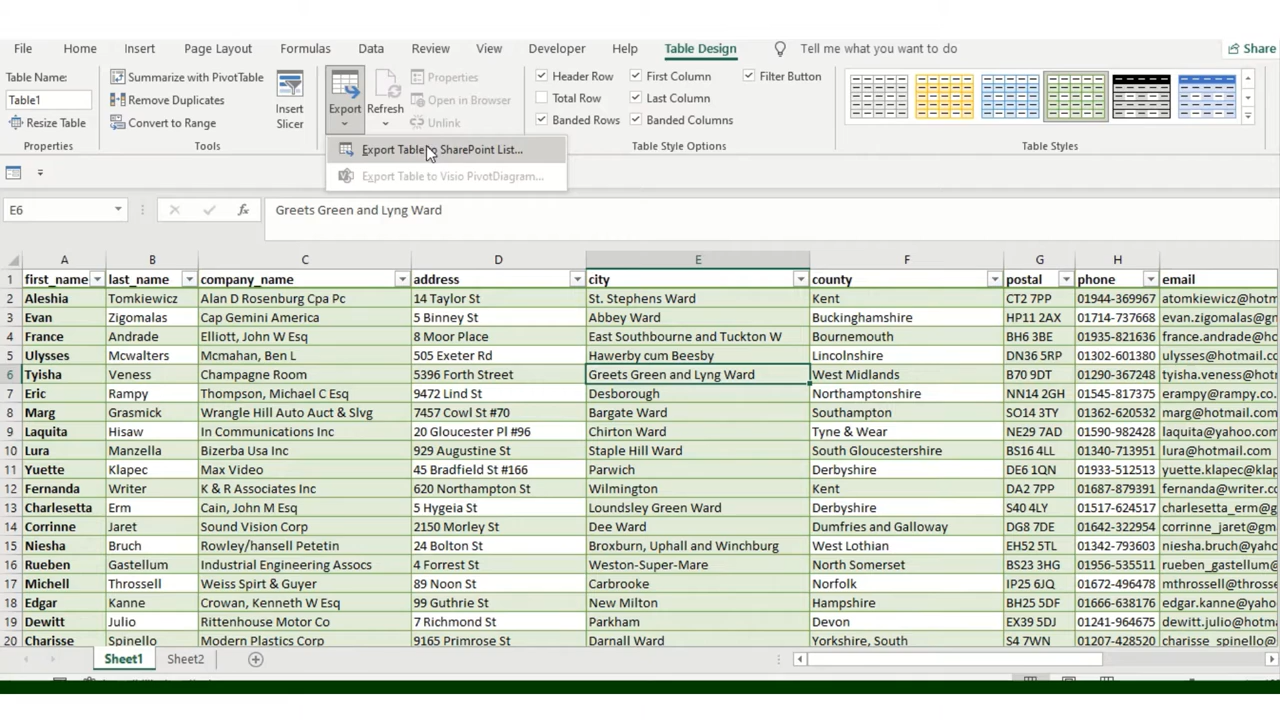 File Home Insert Page Layout Formulas Data Review View Developer Help Table Design Tell me what you want to do Share
Table Name: Summarize with PivotTable Properties Header Row First Column Filter Button
Table1 Remove Duplicates Insert Slicer Export Refresh Open in Browser Total Row Last Column
Resize Table Convert to Range Unlink Banded Rows Banded Columns
Properties Tools Table Style Options Table Styles
Export Table to SharePoint List...
Export Table to Visio PivotDiagram...
E6 fx Greets Green and Lyng Ward
A B C D E F G H
1 first_name last_name company_name address city county postal phone email
2 Aleshia Tomkiewicz Alan D Rosenburg Cpa Pc 14 Taylor St St. Stephens Ward Kent CT2 7PP 01944-369967 atomkiewicz@hotm
3 Evan Zigomalas Cap Gemini America 5 Binney St Abbey Ward Buckinghamshire HP11 2AX 01714-737668 evan.zigomalas@g
4 France Andrade Elliott, John W Esq 8 Moor Place East Southbourne and Tuckton W Bournemouth BH6 3BE 01935-821636 france.andrade@ho
5 Ulysses Mcwalters Mcmahan, Ben L 505 Exeter Rd Hawerby cum Beesby Lincolnshire DN36 5RP 01302-601380 ulysses@hotmail.co
6 Tyisha Veness Champagne Room 5396 Forth Street Greets Green and Lyng Ward West Midlands B70 9DT 01290-367248 tyisha.veness@hotm
7 Eric Rampy Thompson, Michael C Esq 9472 Lind St Desborough Northamptonshire NN14 2GH 01545-817375 erampy@rampy.co.
8 Marg Grasmick Wrangle Hill Auto Auct & Slvg 7457 Cowl St #70 Bargate Ward Southampton SO14 3TY 01362-620532 marg@hotmail.com
9 Laquita Hisaw In Communications Inc 20 Gloucester Pl #96 Chirton Ward Tyne & Wear NE29 7AD 01590-982428 laquita@yahoo.com
10 Lura Manzella Bizerba Usa Inc 929 Augustine St Staple Hill Ward South Gloucestershire BS16 4LL 01340-713951 lura@hotmail.com
11 Yuette Klapec Max Video 45 Bradfield St #166 Parwich Derbyshire DE6 1QN 01933-512513 yuette.klapec@klap
12 Fernanda Writer K & R Associates Inc 620 Northampton St Wilmington Kent DA2 7PP 01687-879391 fernanda@writer.co
13 Charlesetta Erm Cain, John M Esq 5 Hygeia St Loundsley Green Ward Derbyshire S40 4LY 01517-624517 charlesetta_erm@g
14 Corrinne Jaret Sound Vision Corp 2150 Morley St Dee Ward Dumfries and Galloway DG8 7DE 01642-322954 corrinne_jaret@gm
15 Niesha Bruch Rowley/hansell Petetin 24 Bolton St Broxburn, Uphall and Winchburg West Lothian EH52 5TL 01342-793603 niesha.bruch@yaho
16 Rueben Gastellum Industrial Engineering Assocs 4 Forrest St Weston-Super-Mare North Somerset BS23 3HG 01956-535511 rueben_gastellum@
17 Michell Throssell Weiss Spirt & Guyer 89 Noon St Carbrooke Norfolk IP25 6JQ 01672-496478 mthrossell@thross
18 Edgar Kanne Crowan, Kenneth W Esq 99 Guthrie St New Milton Hampshire BH25 5DF 01666-638176 edgar.kanne@yahoo
19 Dewitt Julio Rittenhouse Motor Co 7 Richmond St Parkham Devon EX39 5DJ 01241-964675 dewitt.julio@hotma
20 Charisse Spinello Modern Plastics Corp 9165 Primrose St Darnall Ward Yorkshire, South S4 7WN 01207-428520 charisse_spinello@
Sheet1 Sheet2